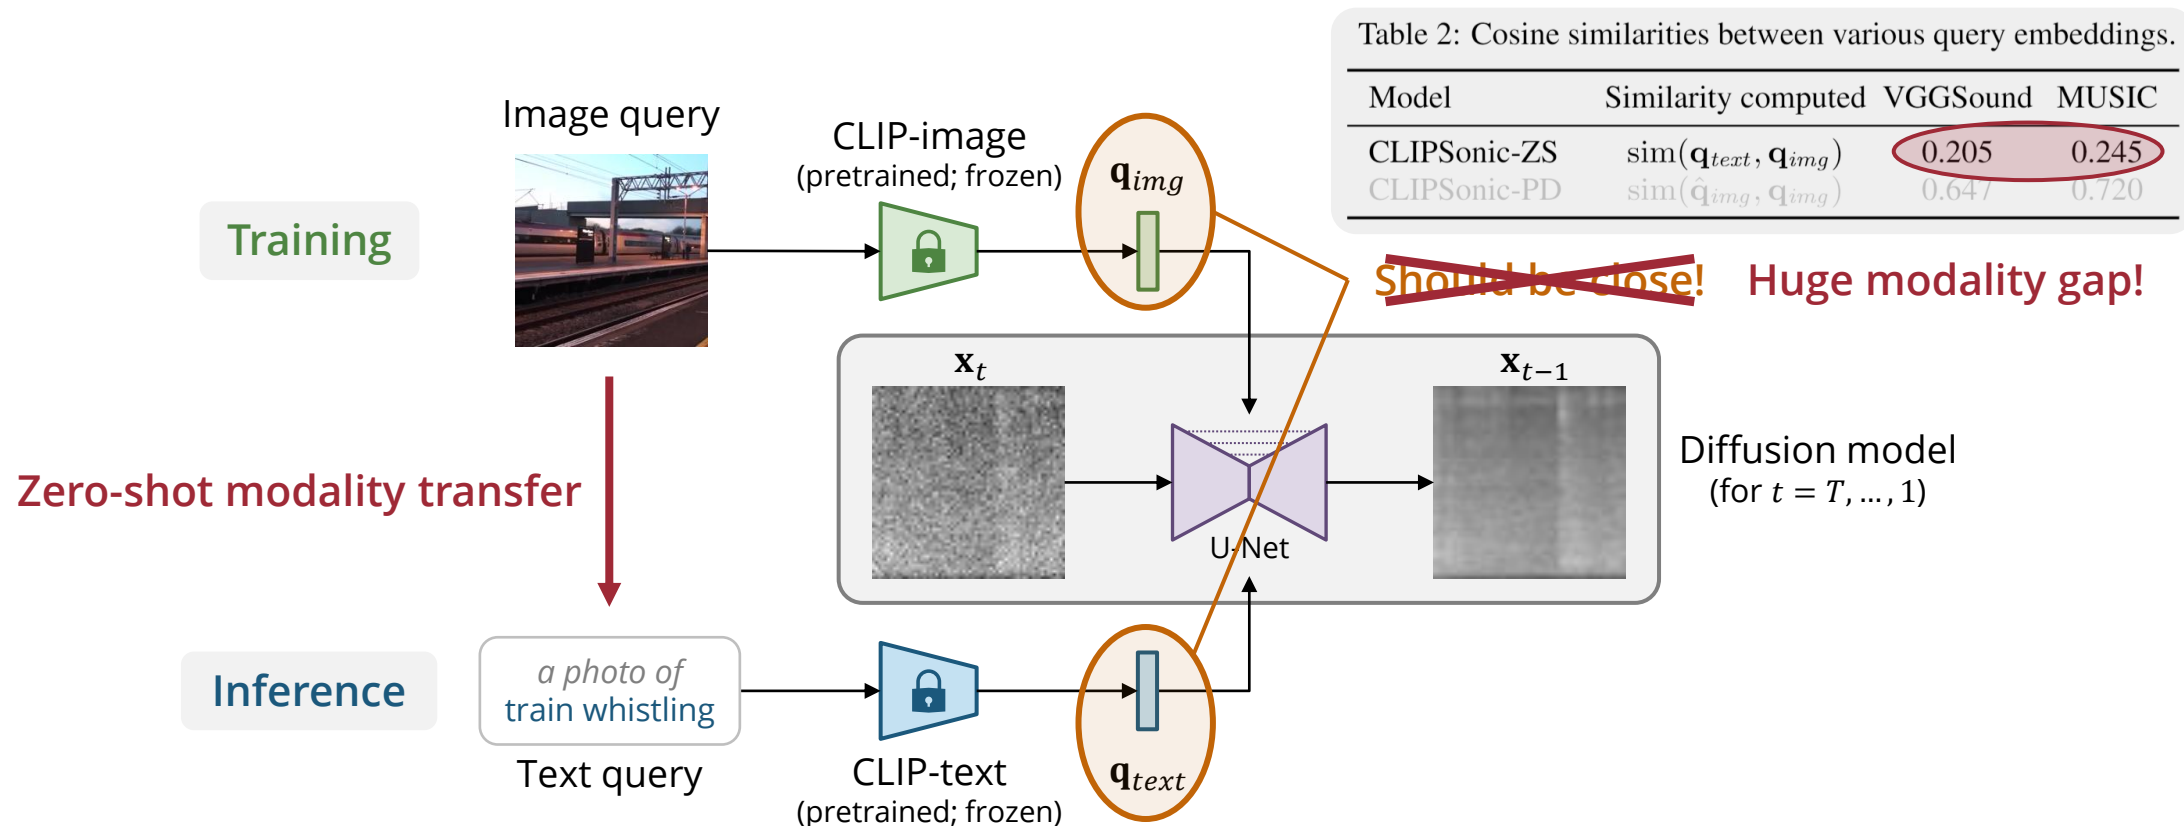 Table 2: Cosine similarities between various query embeddings.
Model Similarity computed VGGSound MUSIC
CLIPSonic-ZS sim(q_text, q_img) 0.205 0.245
CLIPSonic-PD sim(q̂_img, q_img) 0.647 0.720
Should be close! Huge modality gap!
Image query
CLIP-image
(pretrained; frozen)
q_img
Training
x_t
x_{t−1}
U-Net
Diffusion model
(for t = T, ..., 1)
Zero-shot modality transfer
Inference
a photo of
train whistling
Text query
CLIP-text
(pretrained; frozen)
q_text